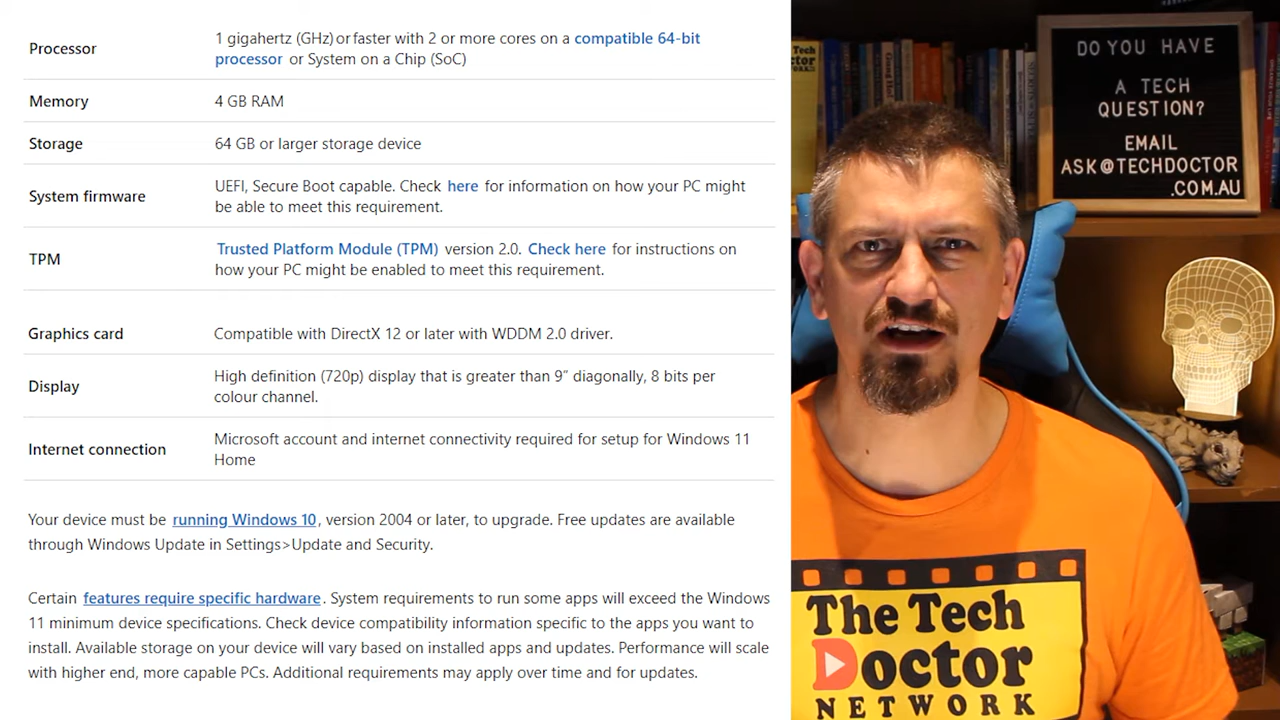 Processor
1 gigahertz (GHz) or faster with 2 or more cores on a compatible 64-bit
processor or System on a Chip (SoC)
Memory
4 GB RAM
Storage
64 GB or larger storage device
System firmware
UEFI, Secure Boot capable. Check here for information on how your PC might
be able to meet this requirement.
TPM
Trusted Platform Module (TPM) version 2.0. Check here for instructions on
how your PC might be enabled to meet this requirement.
Graphics card
Compatible with DirectX 12 or later with WDDM 2.0 driver.
Display
High definition (720p) display that is greater than 9” diagonally, 8 bits per
colour channel.
Internet connection
Microsoft account and internet connectivity required for setup for Windows 11
Home
Your device must be running Windows 10, version 2004 or later, to upgrade. Free updates are available
through Windows Update in Settings>Update and Security.
Certain features require specific hardware. System requirements to run some apps will exceed the Windows
11 minimum device specifications. Check device compatibility information specific to the apps you want to
install. Available storage on your device will vary based on installed apps and updates. Performance will scale
with higher end, more capable PCs. Additional requirements may apply over time and for updates.
DO YOU HAVE
A TECH
QUESTION?
EMAIL
ASK@TECHDOCTOR
.COM.AU
The Tech
Doctor
NETWORK